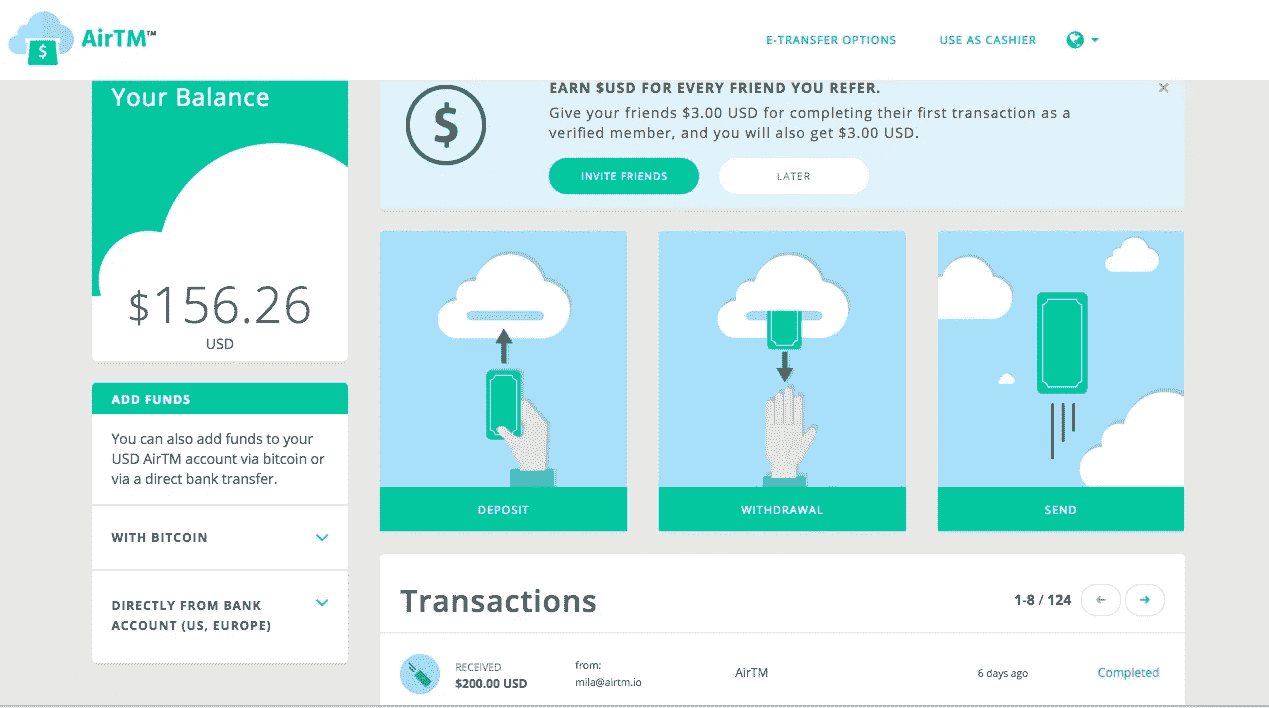 AirTM™
E-TRANSFER OPTIONS
USE AS CASHIER
Your Balance
$156.26
USD
ADD FUNDS
You can also add funds to your
USD AirTM account via bitcoin or
via a direct bank transfer.
WITH BITCOIN
DIRECTLY FROM BANK
ACCOUNT (US, EUROPE)
$
EARN $USD FOR EVERY FRIEND YOU REFER.
Give your friends $3.00 USD for completing their first transaction as a
verified member, and you will also get $3.00 USD.
INVITE FRIENDS
LATER
DEPOSIT
WITHDRAWAL
SEND
Transactions
1-8 / 124
RECEIVED
$200.00 USD
from:
mila@airtm.io
AirTM
6 days ago
Completed